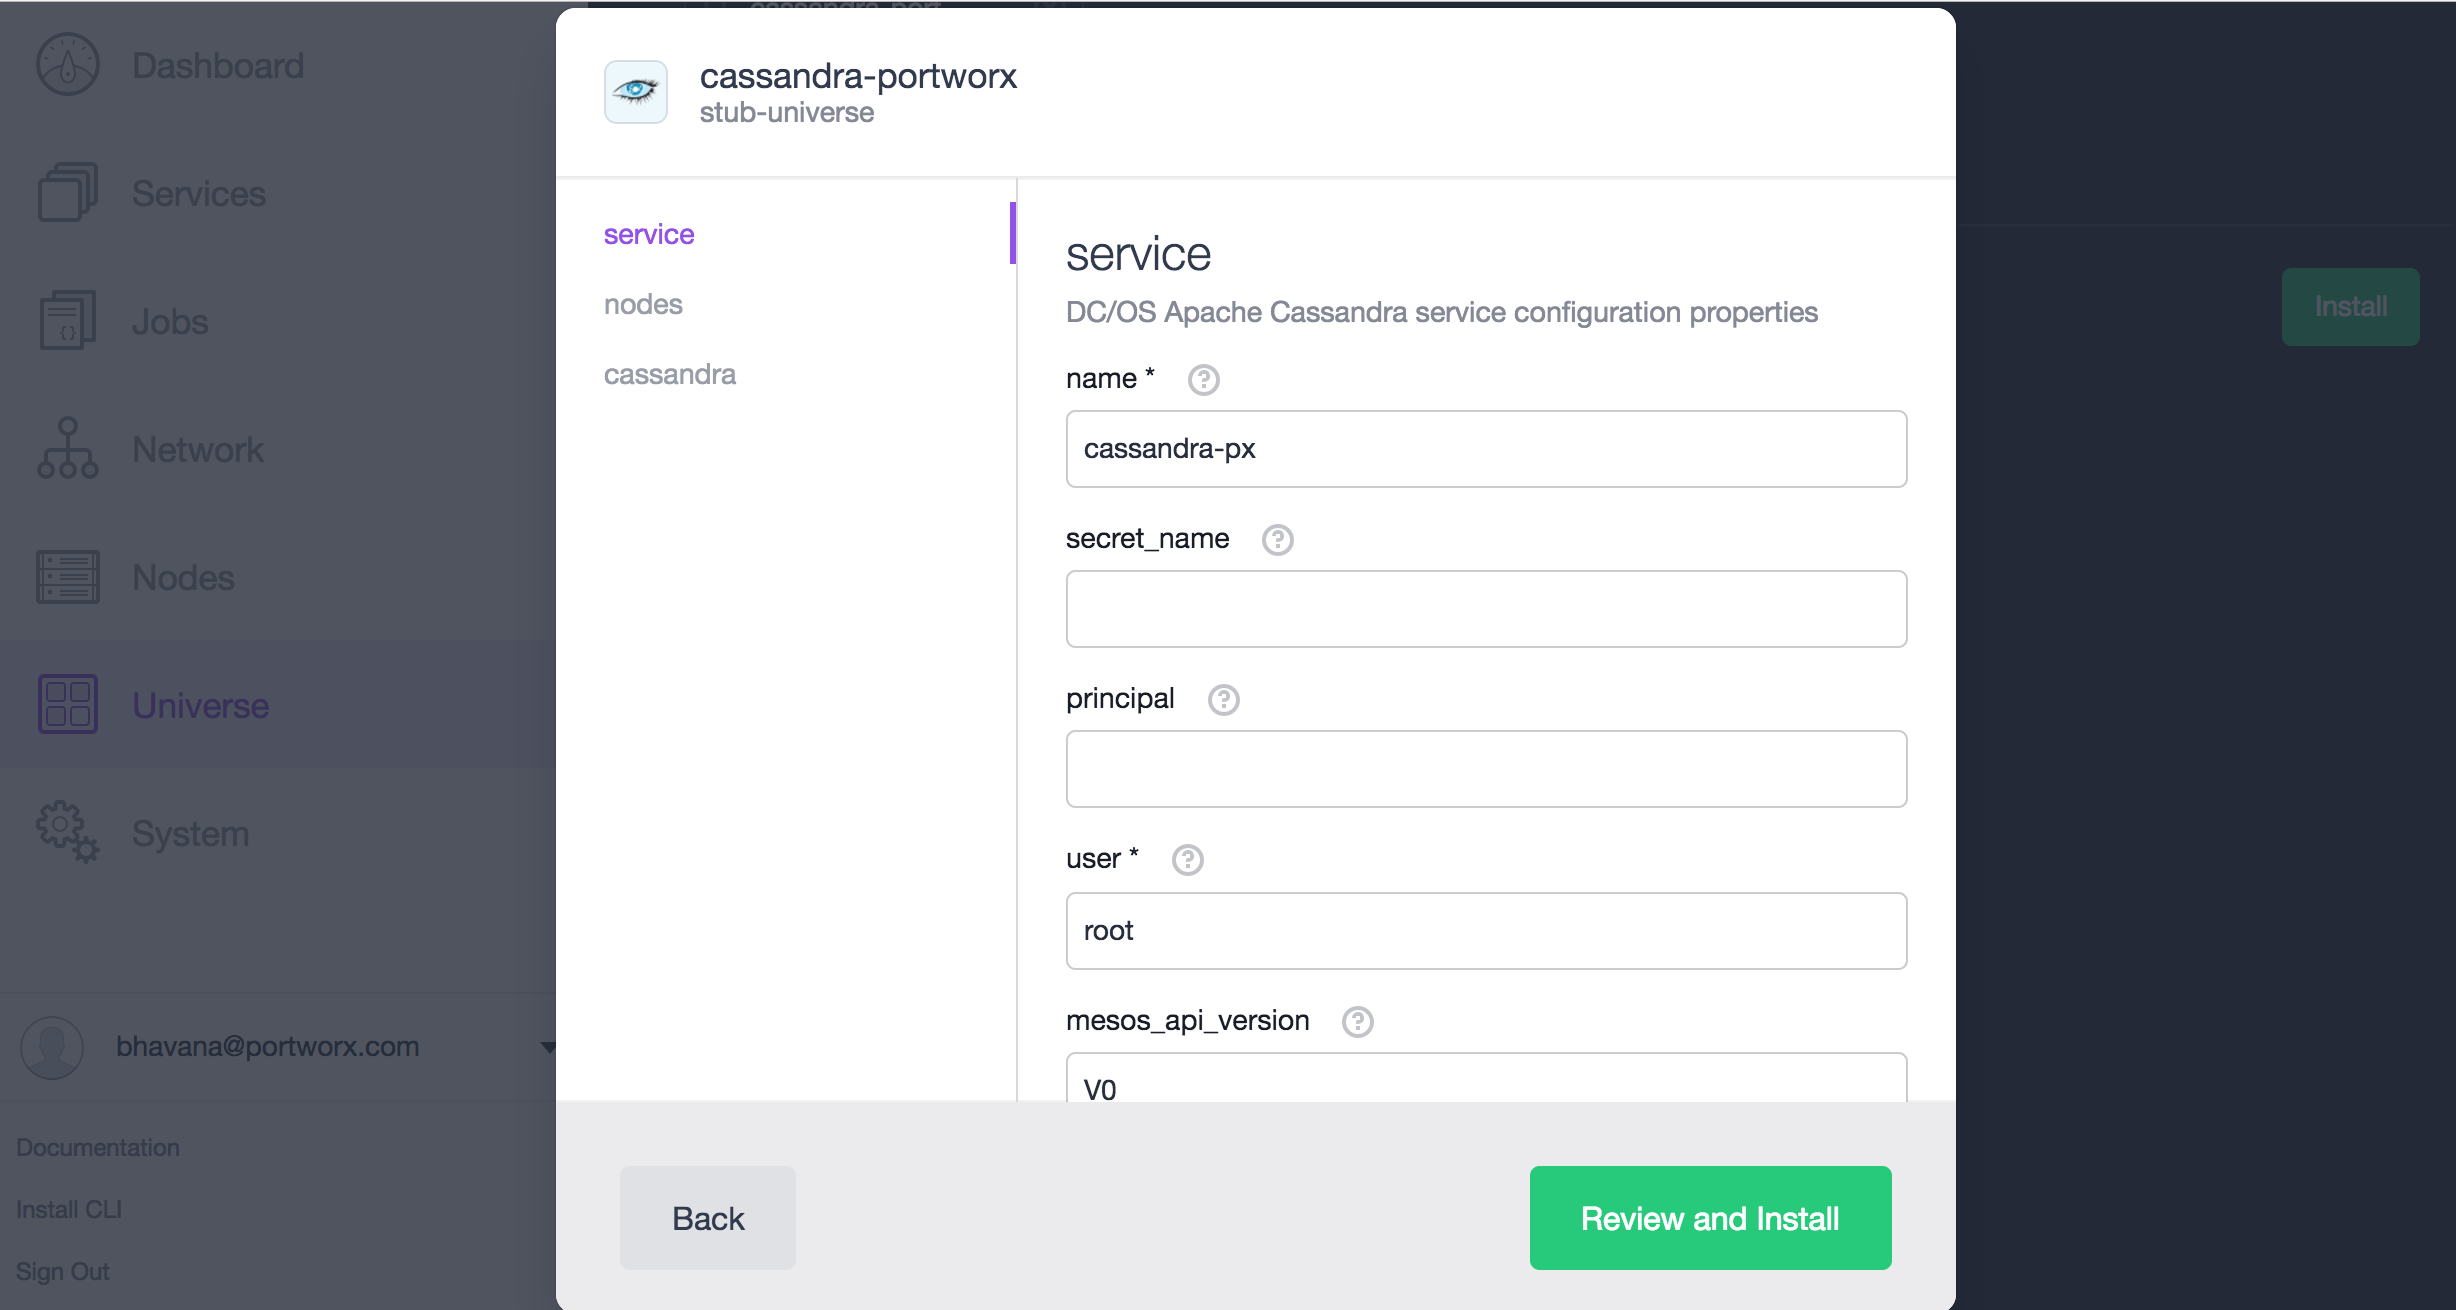 cassandra-port
Dashboard
Services
Jobs
Network
Nodes
Universe
System
bhavana@portworx.com
Documentation
Install CLI
Sign Out
cassandra-portworx
stub-universe
service
nodes
cassandra
service
DC/OS Apache Cassandra service configuration properties
name *
cassandra-px
secret_name
principal
user *
root
mesos_api_version
V0
Back
Review and Install
Install